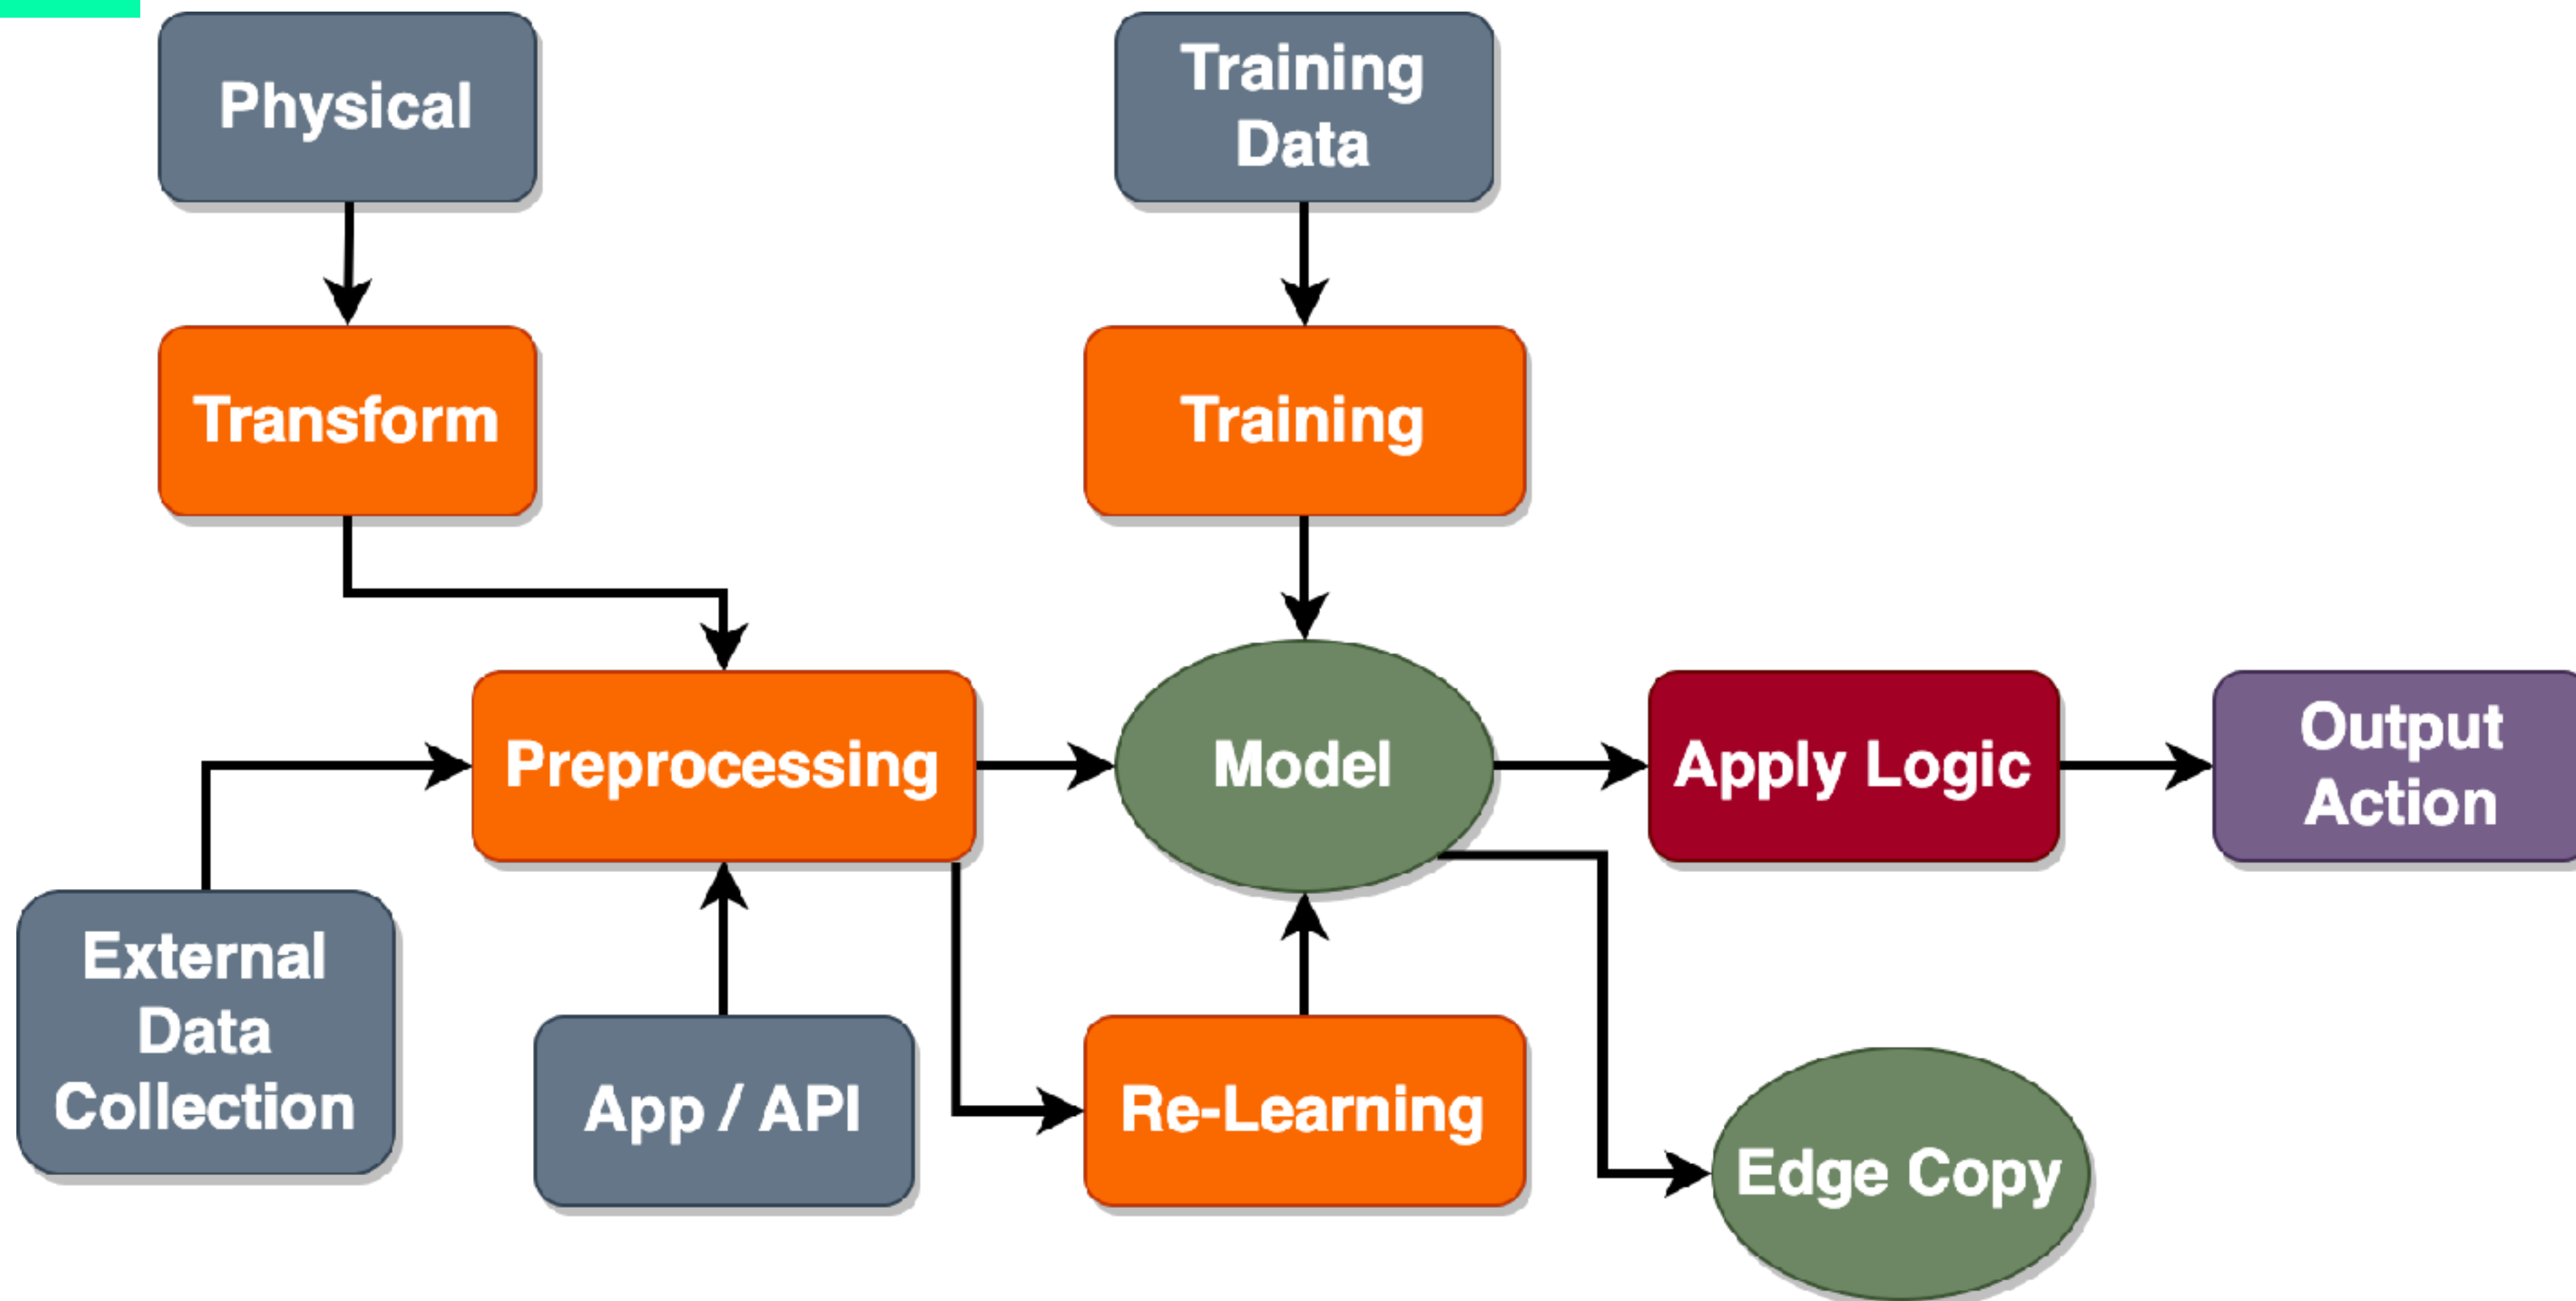 Physical
Training
Data
Transform
Training
Preprocessing
Model
Apply Logic
Output
Action
External
Data
Collection
App / API
Re-Learning
Edge Copy